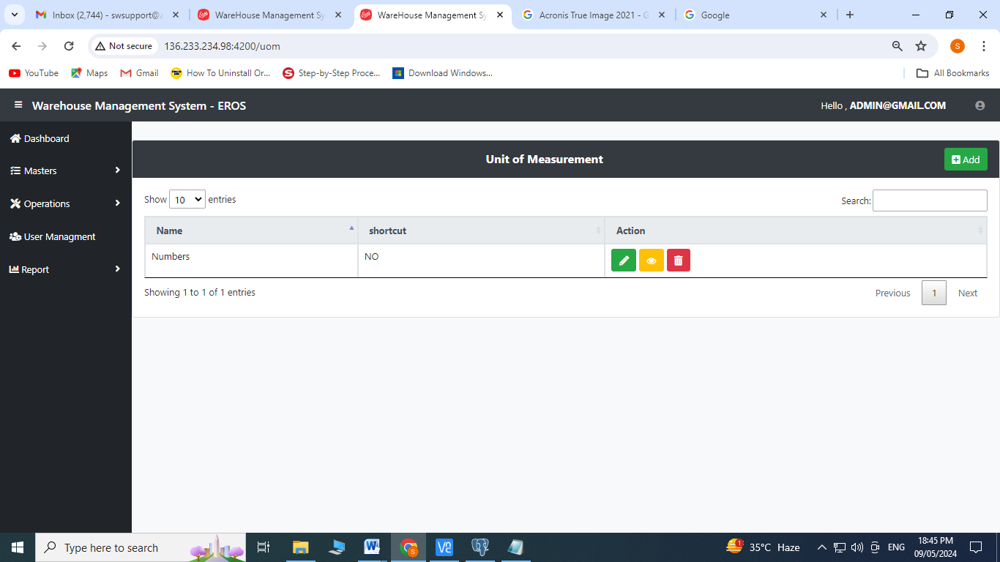 Inbox (2,744) - swsupport@
WareHouse Management Sy
WareHouse Management Sy
Acronis True Image 2021 - G
Google
Not secure
136.233.234.98:4200/uom
S
YouTube
Maps
Gmail
How To Uninstall Or...
Step-by-Step Proce...
Download Windows...
All Bookmarks
Warehouse Management System - EROS
Hello , ADMIN@GMAIL.COM
Dashboard
Masters
Operations
User Managment
Report
Unit of Measurement
Add
Show 10 entries
Search:
Name shortcut Action
Numbers NO
Showing 1 to 1 of 1 entries
Previous 1 Next
Type here to search
35°C Haze
ENG
18:45 PM
09/05/2024